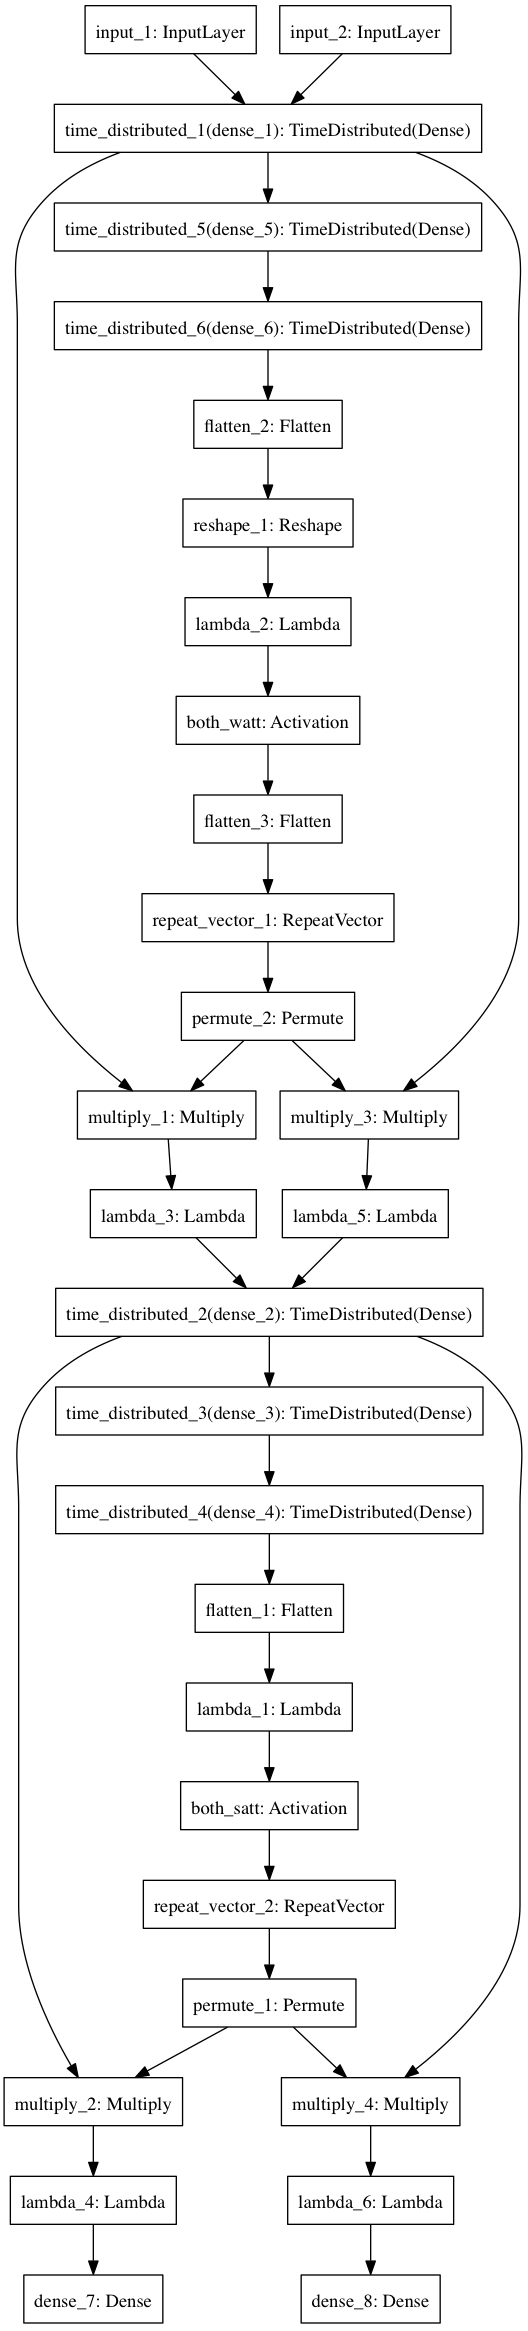 input_1: InputLayer
input_2: InputLayer
time_distributed_1(dense_1): TimeDistributed(Dense)
time_distributed_5(dense_5): TimeDistributed(Dense)
time_distributed_6(dense_6): TimeDistributed(Dense)
flatten_2: Flatten
reshape_1: Reshape
lambda_2: Lambda
both_watt: Activation
flatten_3: Flatten
repeat_vector_1: RepeatVector
permute_2: Permute
multiply_1: Multiply
multiply_3: Multiply
lambda_3: Lambda
lambda_5: Lambda
time_distributed_2(dense_2): TimeDistributed(Dense)
time_distributed_3(dense_3): TimeDistributed(Dense)
time_distributed_4(dense_4): TimeDistributed(Dense)
flatten_1: Flatten
lambda_1: Lambda
both_satt: Activation
repeat_vector_2: RepeatVector
permute_1: Permute
multiply_2: Multiply
multiply_4: Multiply
lambda_4: Lambda
lambda_6: Lambda
dense_7: Dense
dense_8: Dense